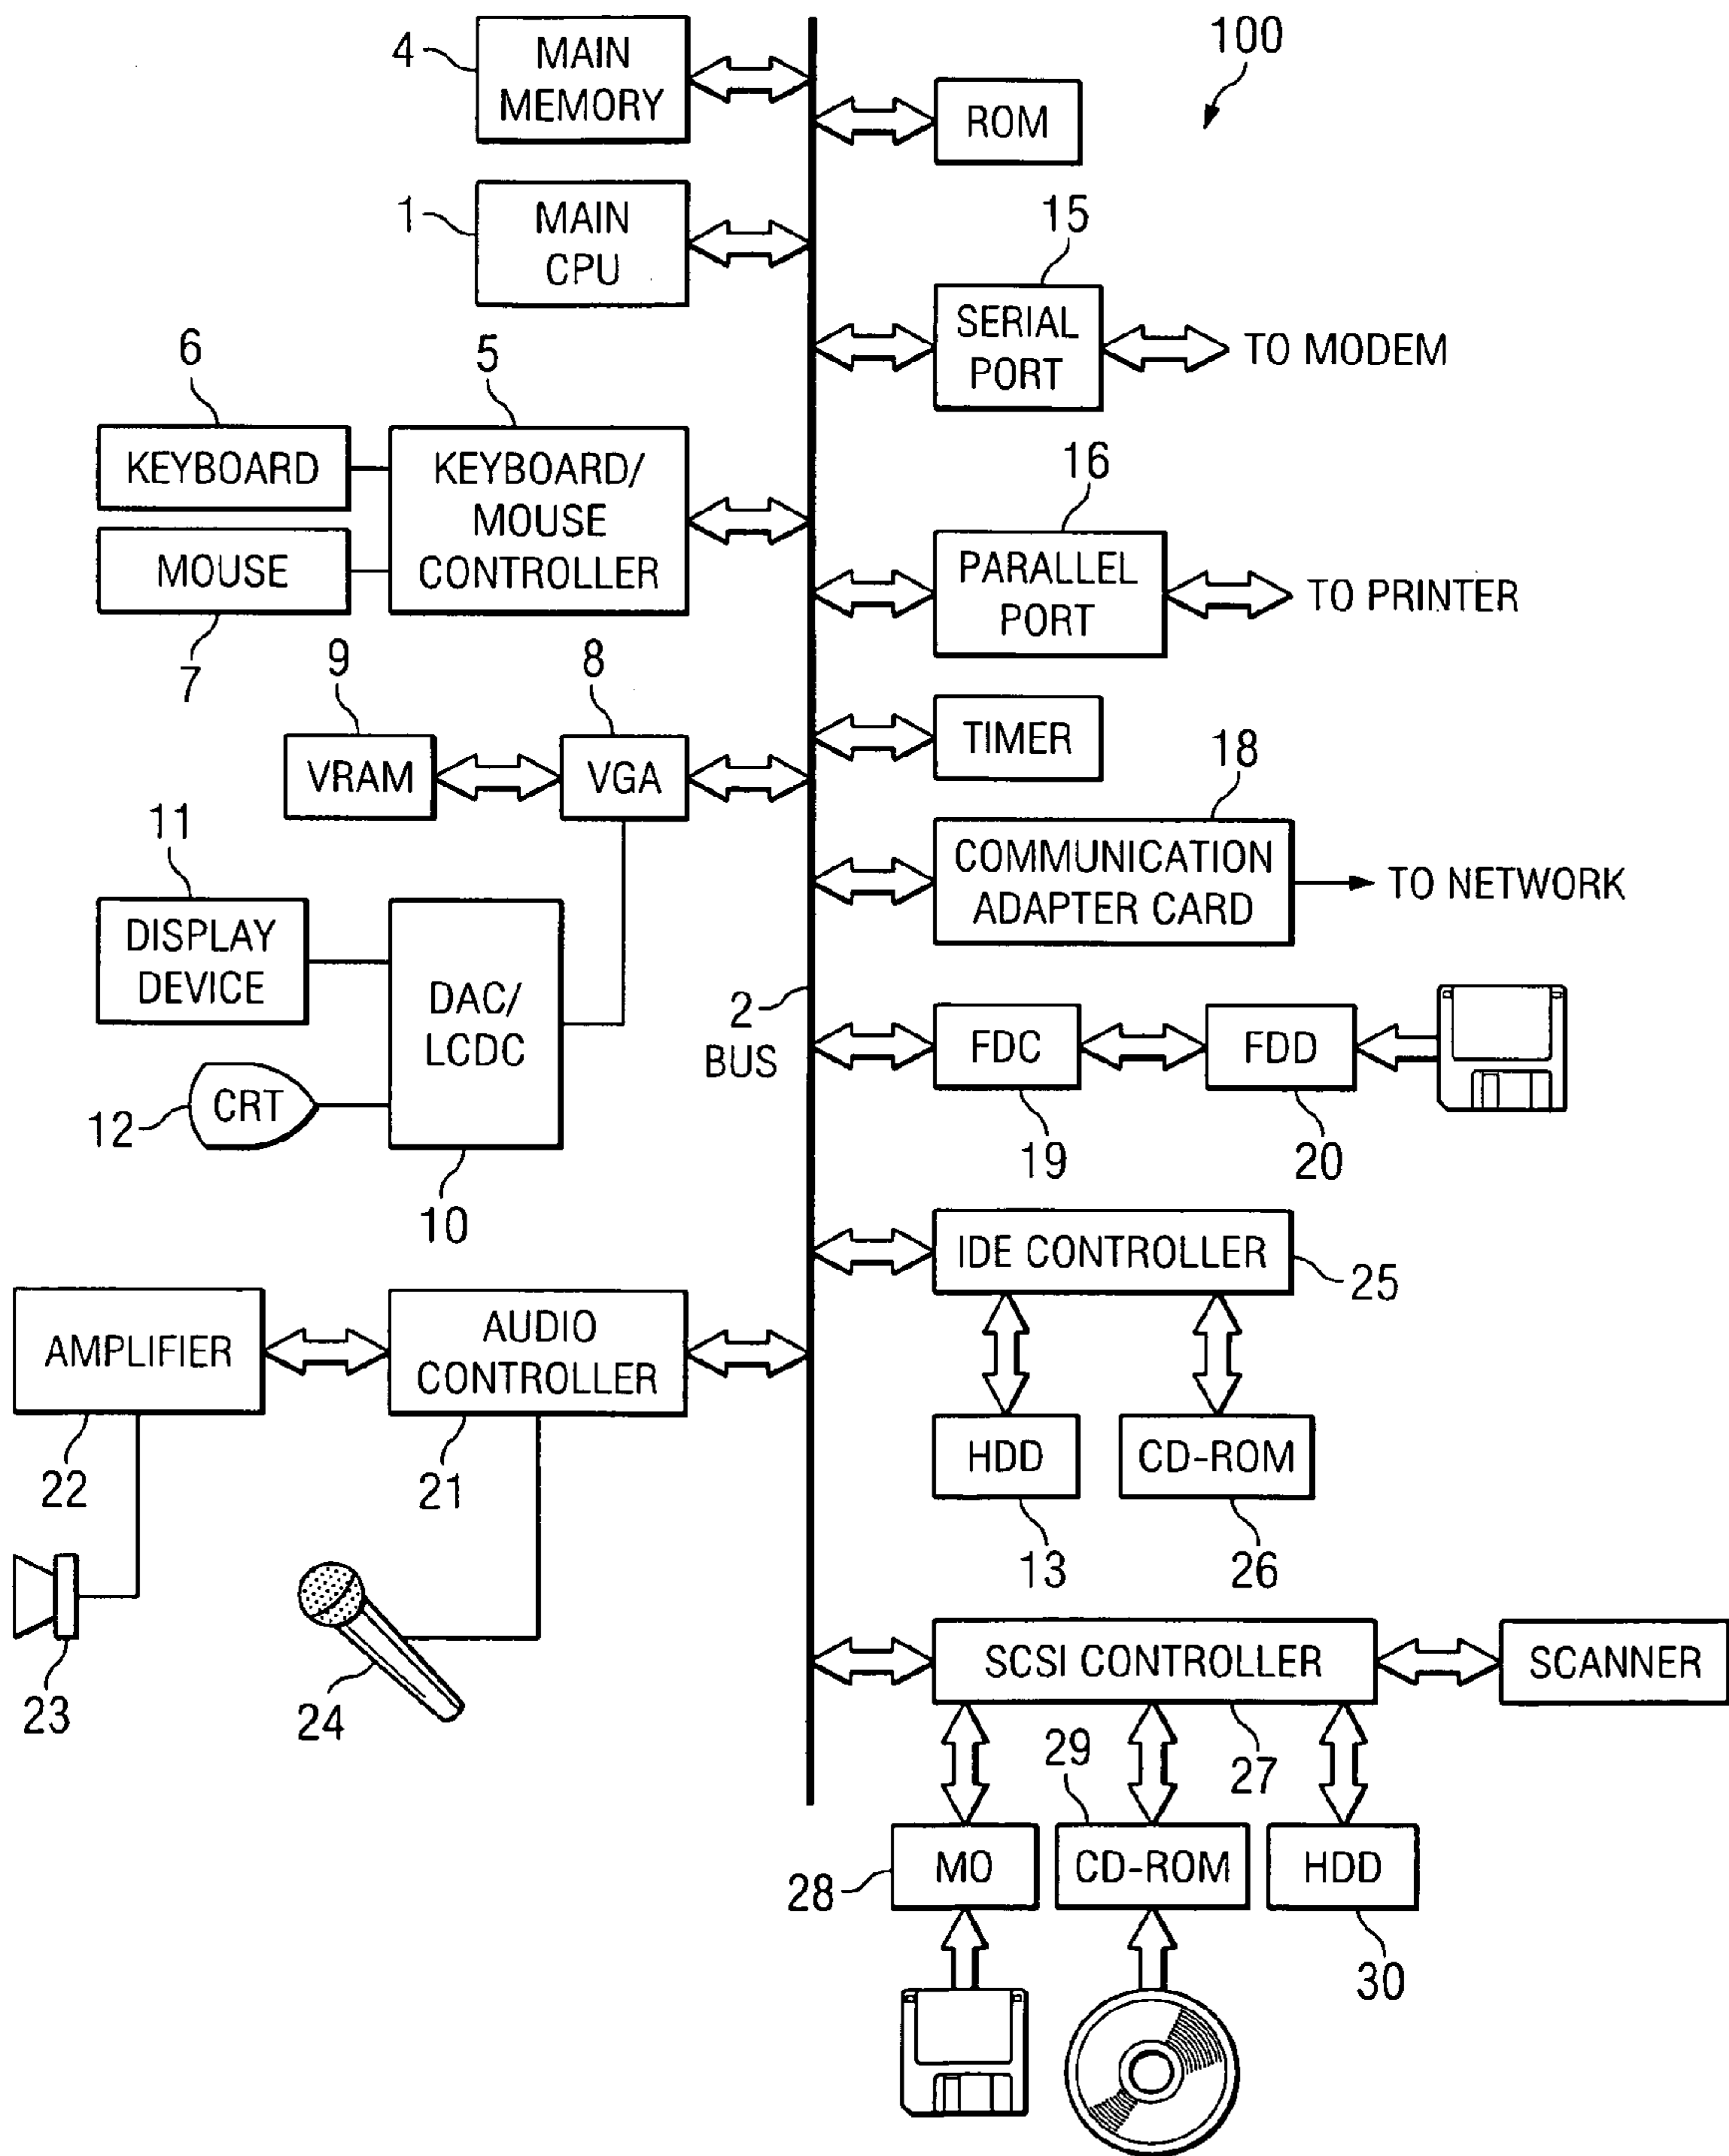 100
4
MAIN
MEMORY
ROM
1
MAIN
CPU
15
SERIAL
PORT
TO MODEM
6
KEYBOARD
5
KEYBOARD/
MOUSE
CONTROLLER
MOUSE
7
16
PARALLEL
PORT
TO PRINTER
9
VRAM
8
VGA
TIMER
18
COMMUNICATION
ADAPTER CARD
TO NETWORK
11
DISPLAY
DEVICE
DAC/
LCDC
12
CRT
10
2
BUS
FDC
19
FDD
20
IDE CONTROLLER
25
AMPLIFIER
22
AUDIO
CONTROLLER
21
HDD
13
CD-ROM
26
23
24
SCSI CONTROLLER
27
SCANNER
28
MO
29
CD-ROM
HDD
30